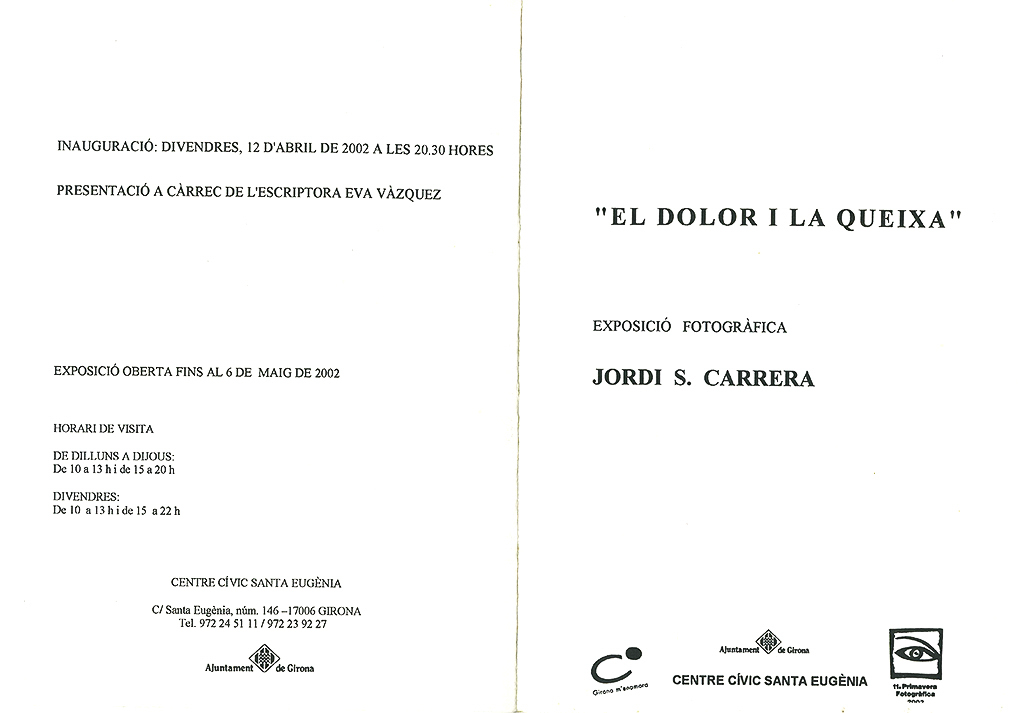 INAUGURACIÓ: DIVENDRES, 12 D'ABRIL DE 2002 A LES 20.30 HORES
PRESENTACIÓ A CÀRREC DE L'ESCRIPTORA EVA VÀZQUEZ
EXPOSICIÓ OBERTA FINS AL 6 DE MAIG DE 2002
HORARI DE VISITA
DE DILLUNS A DIJOUS:
De 10 a 13 h i de 15 a 20 h
DIVENDRES:
De 10 a 13 h i de 15 a 22 h
CENTRE CÍVIC SANTA EUGÈNIA
C/ Santa Eugènia, núm. 146 –17006 GIRONA
Tel. 972 24 51 11 / 972 23 92 27
Ajuntament de Girona
"EL DOLOR I LA QUEIXA"
EXPOSICIÓ FOTOGRÀFICA
JORDI S. CARRERA
Girona m'enamora
Ajuntament de Girona
CENTRE CÍVIC SANTA EUGÈNIA
11a Primavera
Fotogràfica
2002